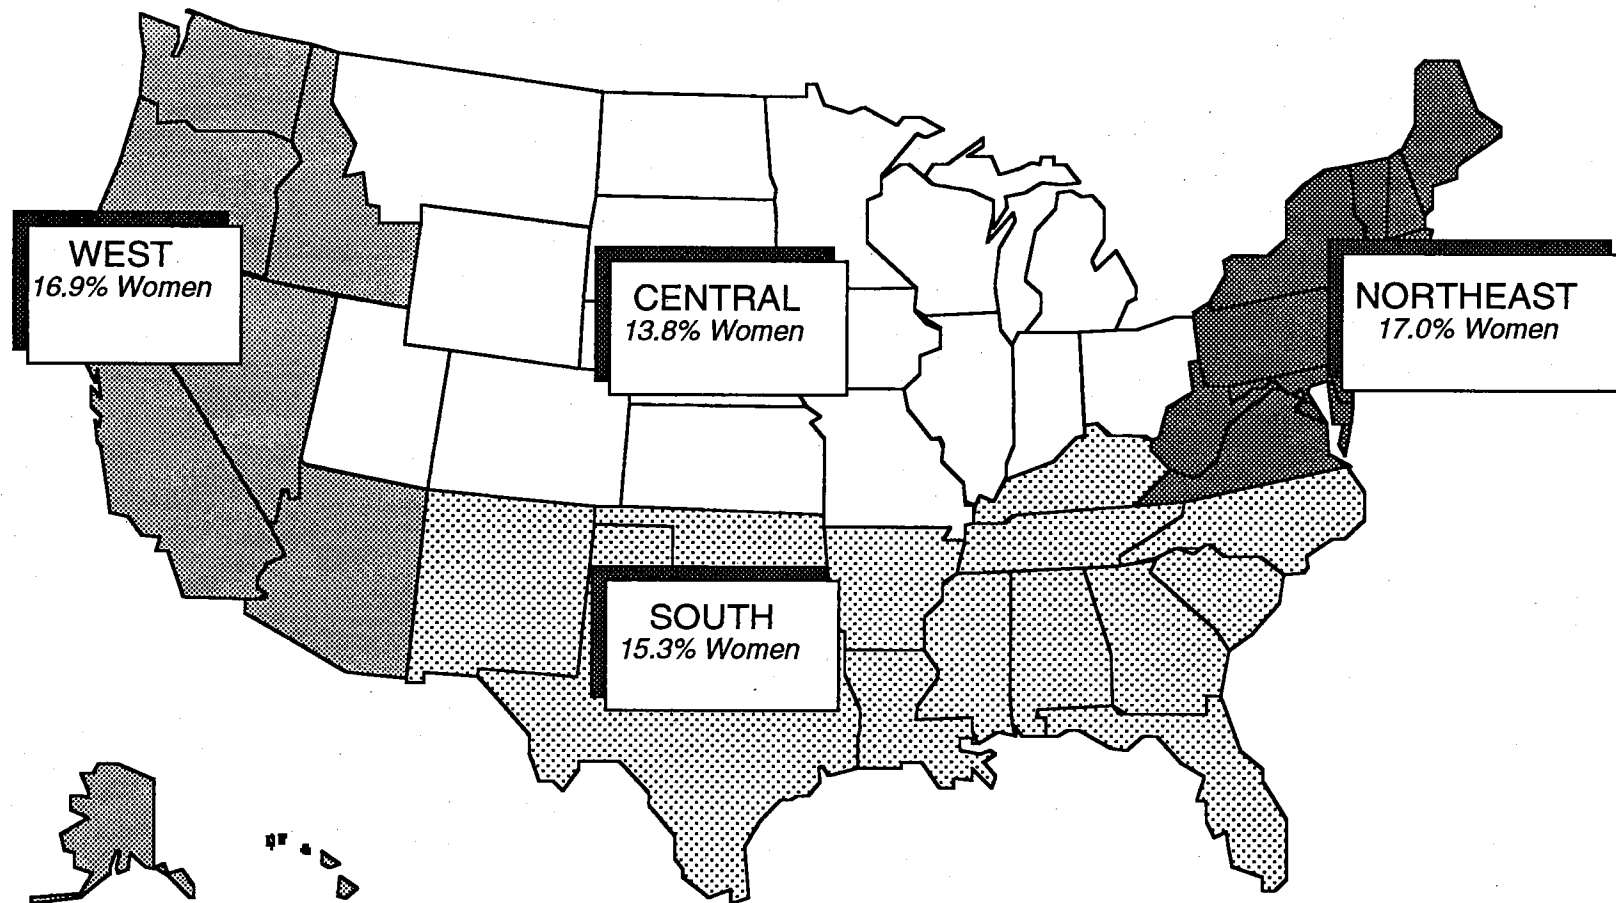 WEST
16.9% Women
CENTRAL
13.8% Women
NORTHEAST
17.0% Women
SOUTH
15.3% Women